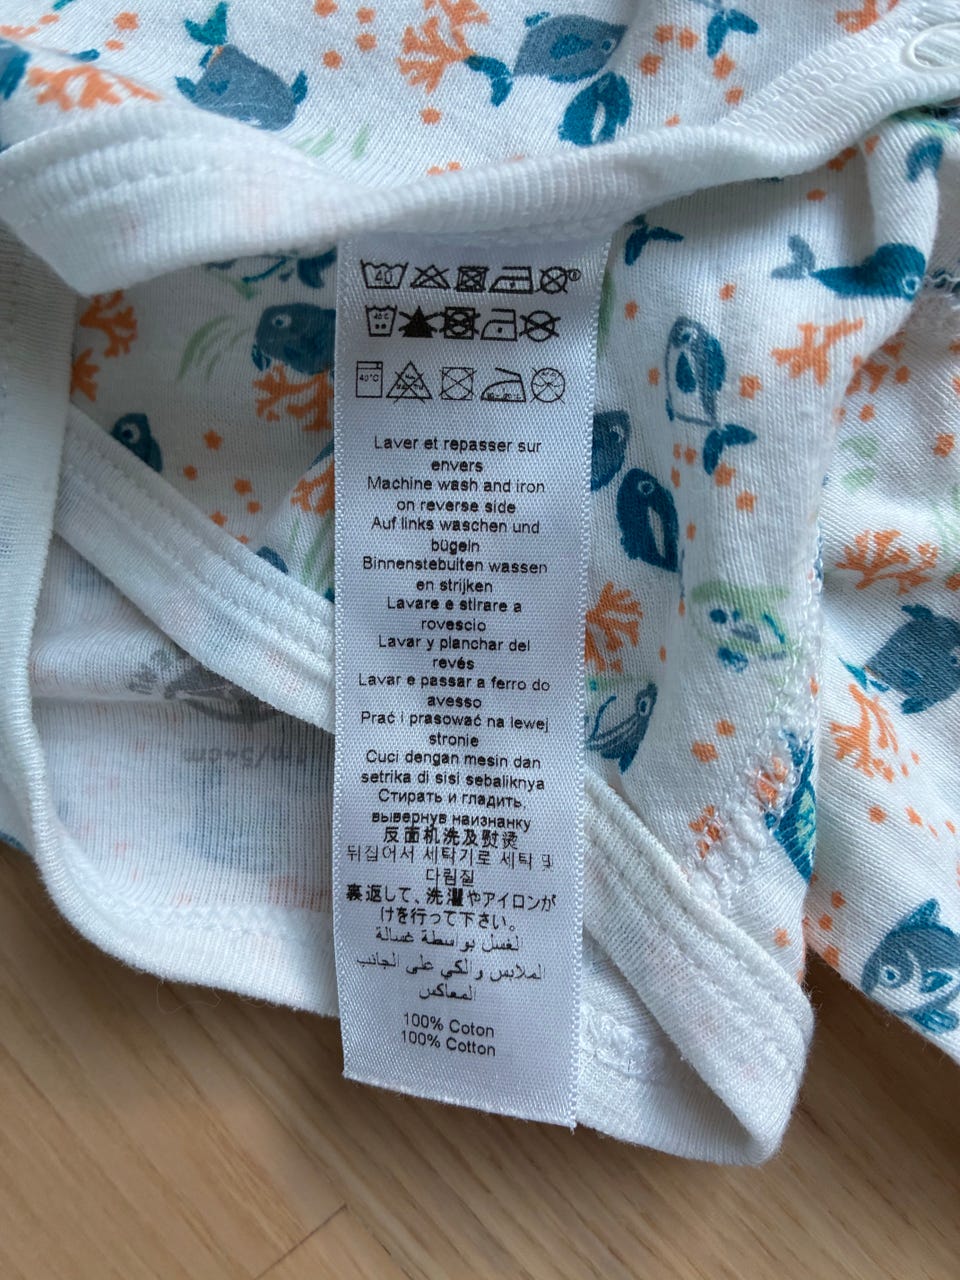 40
40°C
40°C
Laver et repasser sur
envers
Machine wash and iron
on reverse side
Auf links waschen und
bügeln
Binnenstebuiten wassen
en strijken
Lavare e stirare a
rovescio
Lavar y planchar del
revés
Lavar e passar a ferro do
avesso
Prać i prasować na lewej
stronie
Cuci dengan mesin dan
setrika di sisi sebaliknya
Стирать и гладить,
вывернув наизнанку
反面机洗及熨烫
뒤집어서 세탁기로 세탁 및
다림질
裏返して、洗濯やアイロンが
けを行って下さい。
لغسل بواسطة غسالة
الملابس والكي على الجانب
المعاكس
100% Coton
100% Cotton
1m/54cm